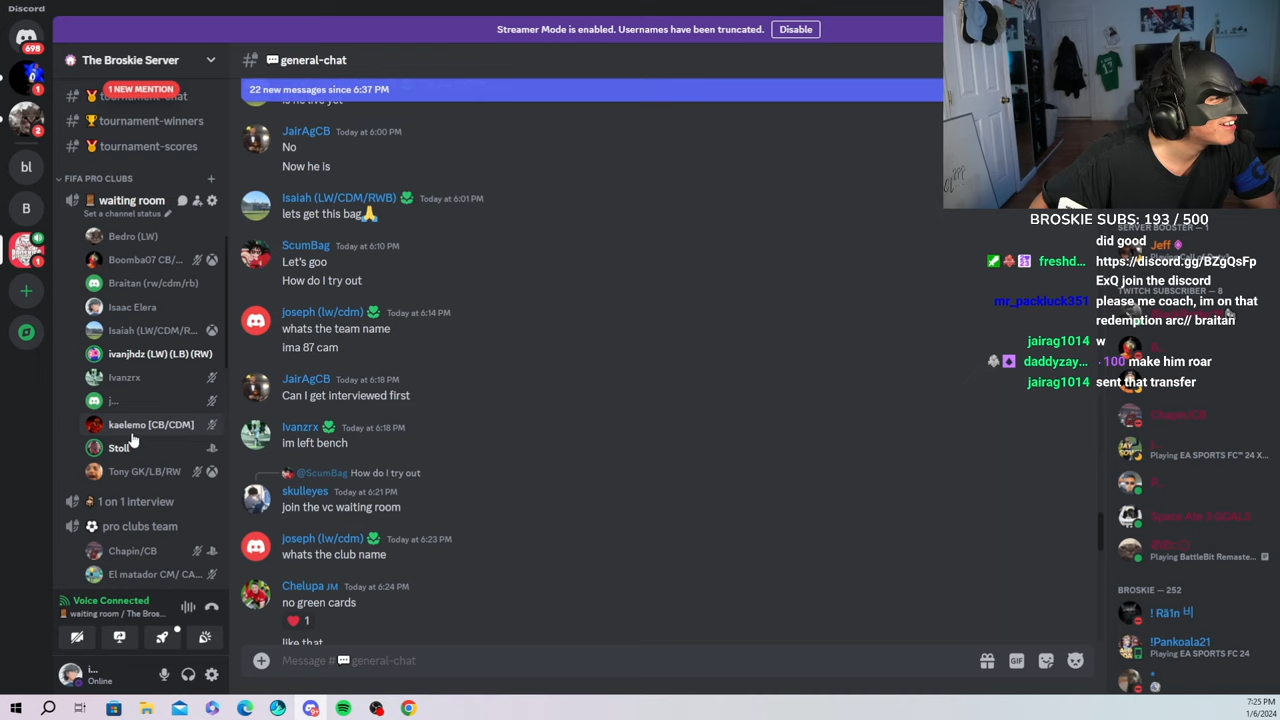 Discord
Streamer Mode is enabled. Usernames have been truncated.
Disable
698
1
2
bl
B
1
The Broskie Server
1 NEW MENTION
tournament-chat
tournament-winners
tournament-scores
FIFA PRO CLUBS
waiting room
Set a channel status
Bedro (LW)
Boomba07 CB/...
Braitan (rw/cm/rb)
Isaac Elera
Isaiah (LW/CDM/R...
ivanjhdz (LW) (LB) (RW)
Ivanzrx
j...
kaelemo [CB/CDM]
Stoll
Tony GK/LB/RW
1 on 1 interview
pro clubs team
Chapin/CB
El matador CM/ CA...
Voice Connected
waiting room / The Bros...
i...
Online
general-chat
22 new messages since 6:37 PM
is he live yet
JairAgCB Today at 6:00 PM
No
Now he is
Isaiah (LW/CDM/RWB) Today at 6:01 PM
lets get this bag🙏
ScumBag Today at 6:10 PM
Let's goo
How do I try out
joseph (lw/cdm) Today at 6:14 PM
whats the team name
ima 87 cam
JairAgCB Today at 6:18 PM
Can I get interviewed first
Ivanzrx Today at 6:18 PM
im left bench
@ScumBag How do I try out
skulleyes Today at 6:21 PM
join the vc waiting room
joseph (lw/cdm) Today at 6:23 PM
whats the club name
Chelupa JM Today at 6:24 PM
no green cards
❤️ 1
like that
Message #💬general-chat
GIF
BROSKIE SUBS: 193 / 500
SERVER BOOSTER — 1
did good
Jeff
freshd... https://discord.gg/BZgQsFp
ExQ join the discord
TWITCH SUBSCRIBER — 8
mr_packluck351 please me coach, im on that
redemption arc// braitan
jairag1014 w
daddyzay... 100 make him roar
jairag1014 sent that transfer
Chapin/CB
j...
Playing EA SPORTS FC™ 24 X...
Space Ale 3 GOALS
Playing BattleBit Remaste...
BROSKIE — 252
!Pankoala21
Playing EA SPORTS FC 24
7:25 PM
1/6/2024